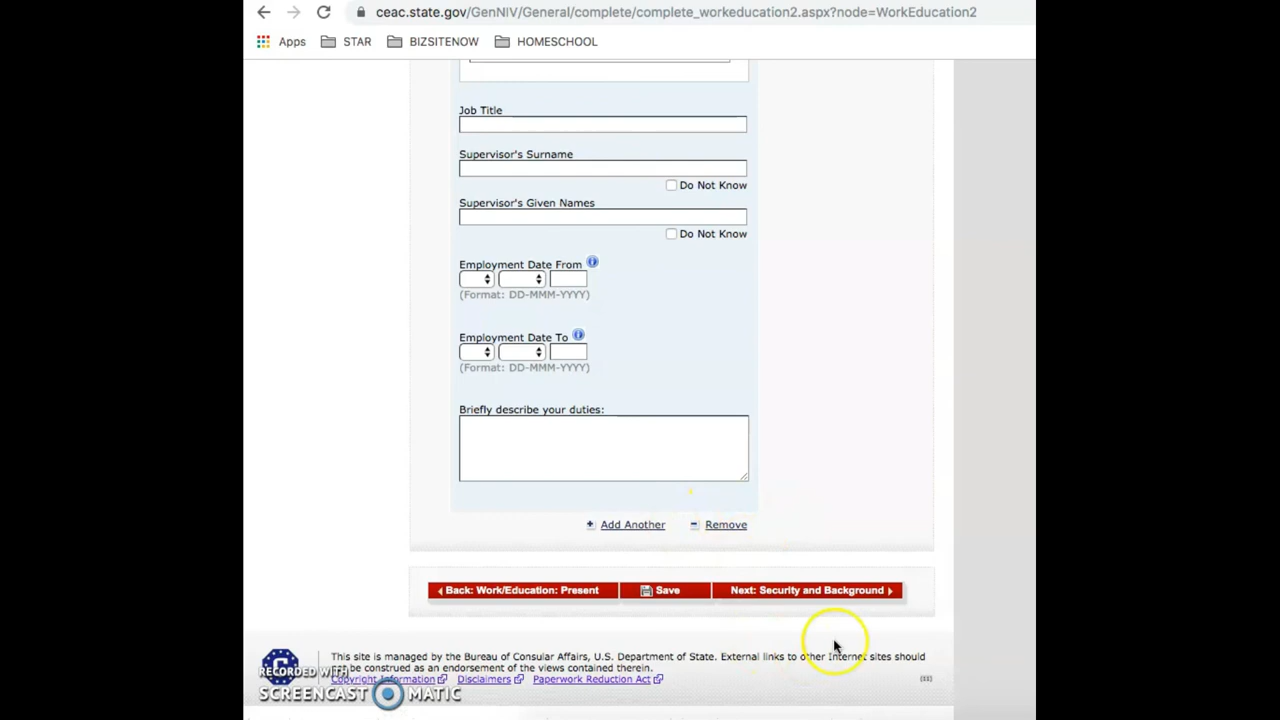 ceac.state.gov/GenNIV/General/complete/complete_workeducation2.aspx?node=WorkEducation2
Apps STAR BIZSITENOW HOMESCHOOL
Job Title
Supervisor's Surname
Do Not Know
Supervisor's Given Names
Do Not Know
Employment Date From
(Format: DD-MMM-YYYY)
Employment Date To
(Format: DD-MMM-YYYY)
Briefly describe your duties:
Add Another Remove
Back: Work/Education: Present Save Next: Security and Background
This site is managed by the Bureau of Consular Affairs, U.S. Department of State. External links to other Internet sites should
not be construed as an endorsement of the views contained therein.
Copyright Information Disclaimers Paperwork Reduction Act
RECORDED WITH
SCREENCAST MATIC